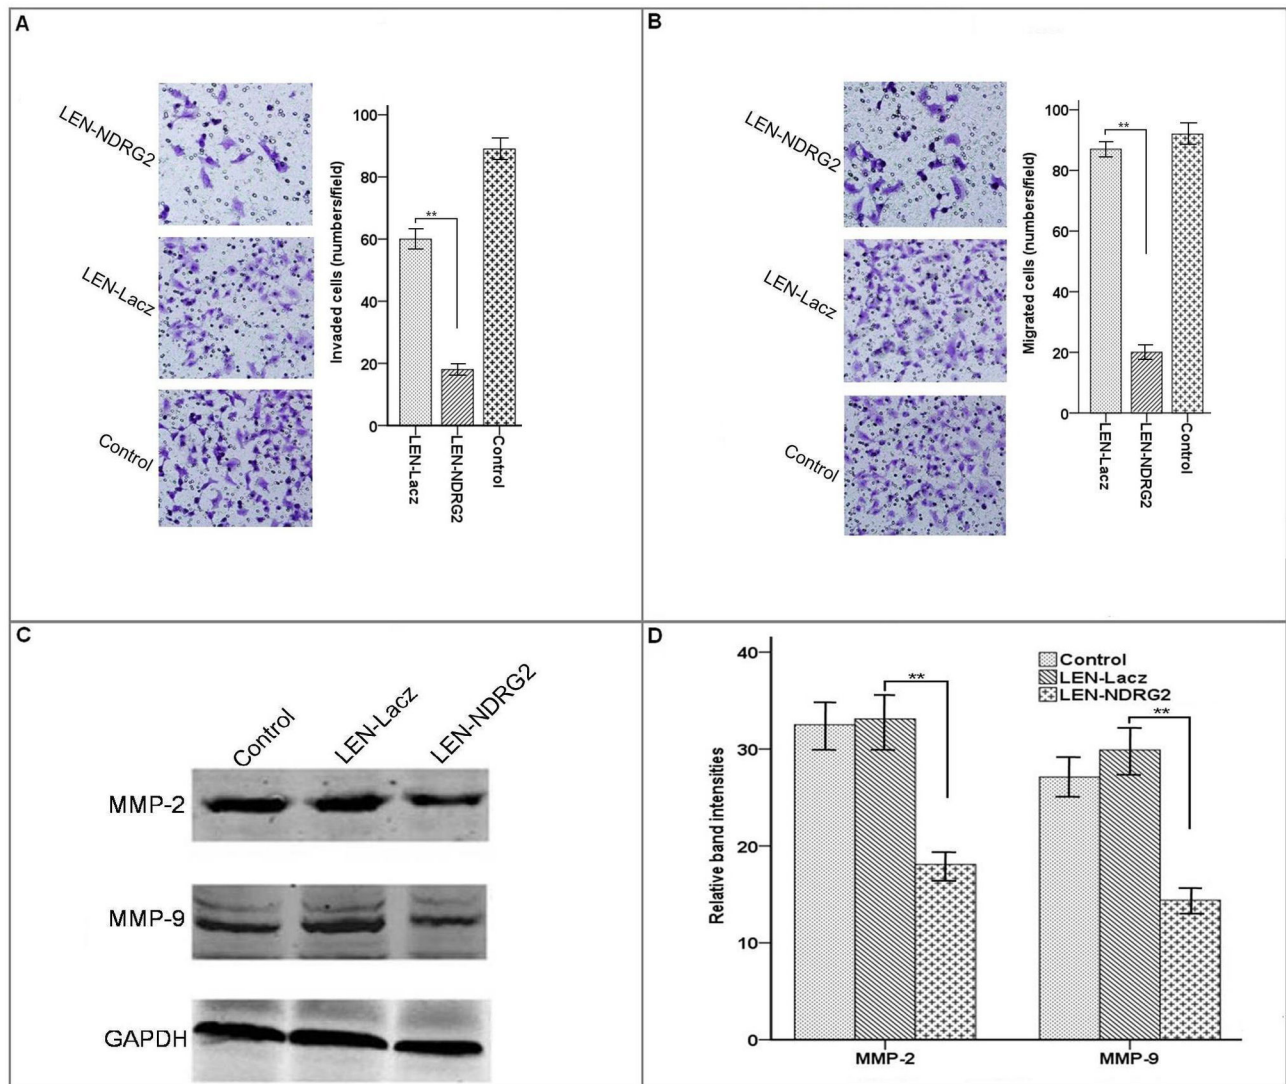 A
LEN-NDRG2
LEN-Lacz
Control
Invaded cells (numbers/field)
100
80
60
40
20
0
**
LEN-Lacz
LEN-NDRG2
Control
B
LEN-NDRG2
LEN-Lacz
Control
Migrated cells (numbers/field)
100
80
60
40
20
0
**
LEN-Lacz
LEN-NDRG2
Control
C
Control
LEN-Lacz
LEN-NDRG2
MMP-2
MMP-9
GAPDH
D
Relative band intensities
40
30
20
10
0
**
**
Control
LEN-Lacz
LEN-NDRG2
MMP-2
MMP-9